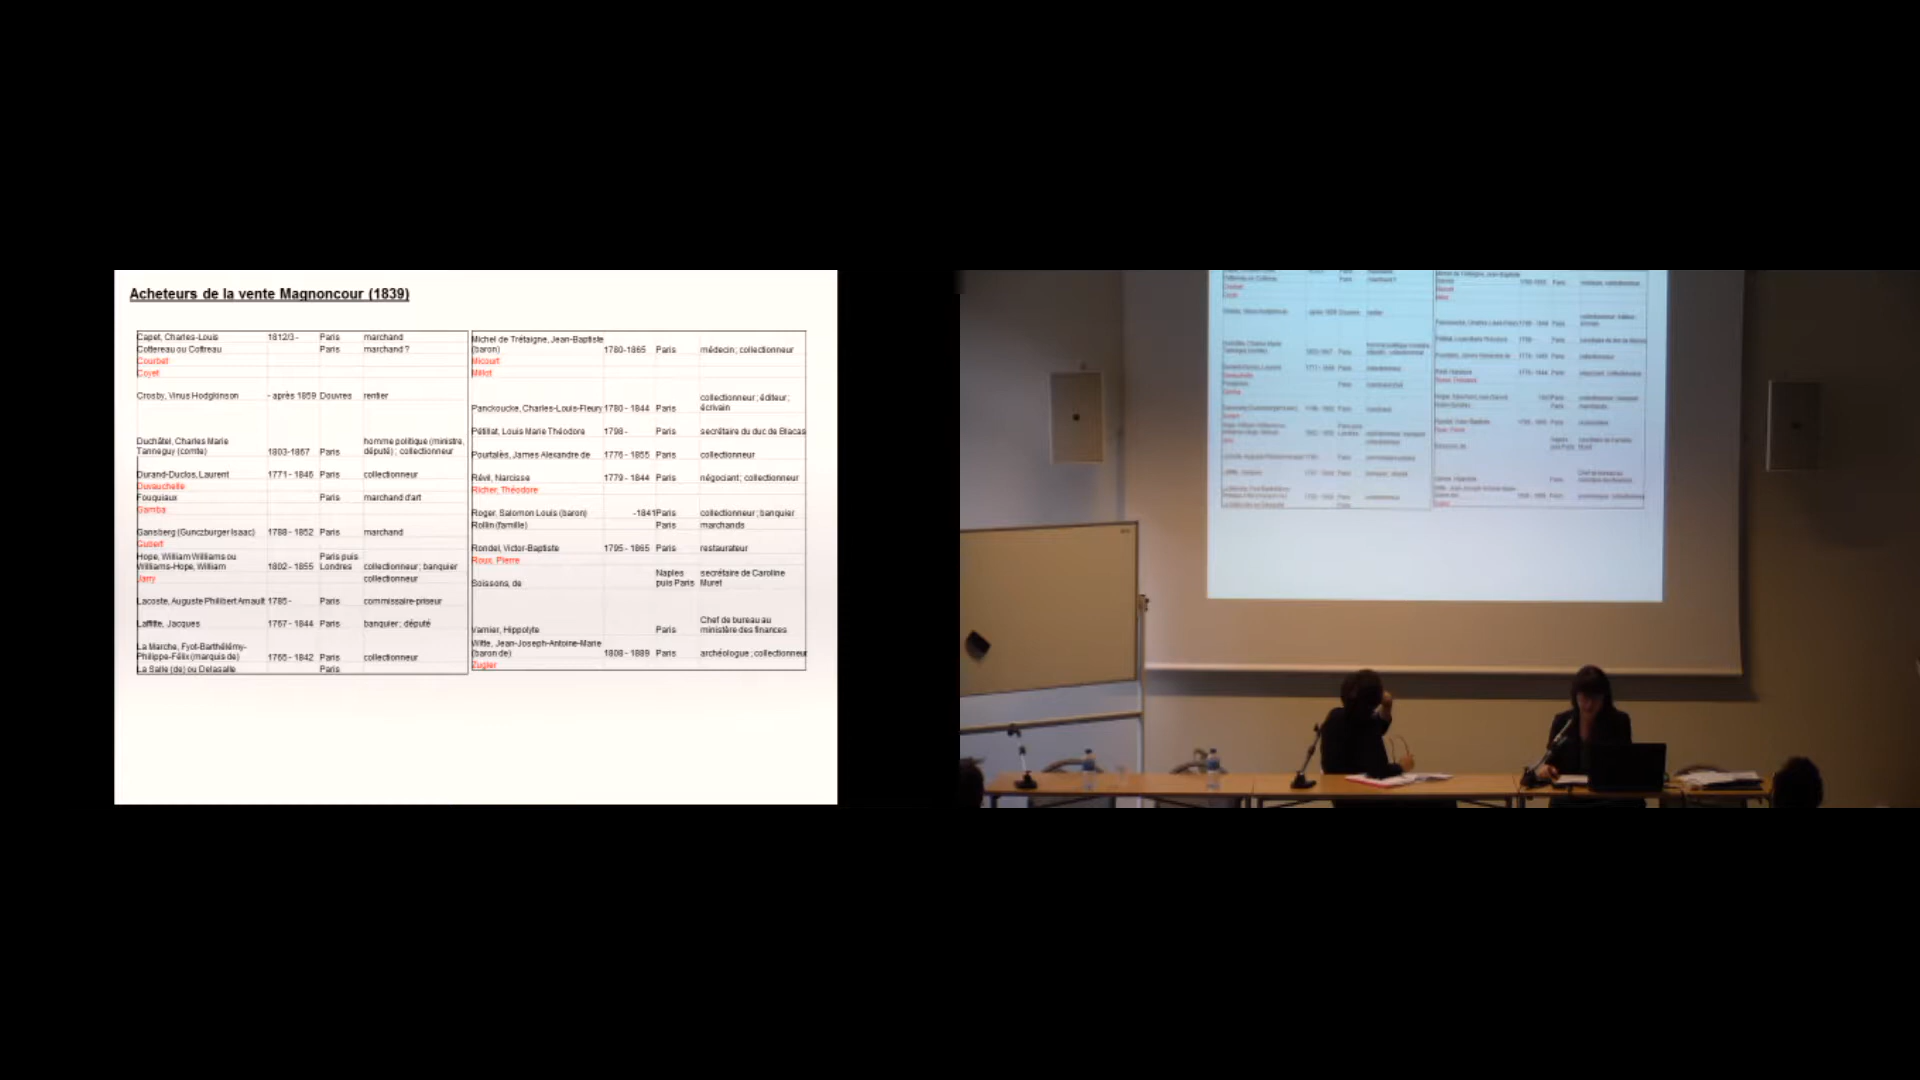 Acheteurs de la vente Magnoncour (1839)
Capet, Charles-Louis 1812/3 - Paris marchand
Cottereau ou Cottreau Paris marchand ?
Courbet
Coyet
Crosby, Vinus Hodgkinson - après 1859 Douvres rentier
Duchâtel, Charles Marie
Tanneguy (comte) 1803-1867 Paris homme politique (ministre,
député) ; collectionneur
Durand-Duclos, Laurent 1771 - 1846 Paris collectionneur
Duvauchelle
Fouquiaux Paris marchand d'art
Gamba
Gansberg (Gunczburger Isaac) 1788 - 1852 Paris marchand
Gubert
Hope, William Williams ou
Williams-Hope, William 1802 - 1855 Paris puis
Londres collectionneur ; banquier
Jarry collectionneur
Lacoste, Auguste Philibert Arnault 1785 - Paris commissaire-priseur
Laffitte, Jacques 1767 - 1844 Paris banquier ; député
La Marche, Fyot-Barthélémy-
Philippe-Félix (marquis de) 1765 - 1842 Paris collectionneur
La Salle (de) ou Delasalle Paris
Michel de Trétaigne, Jean-Baptiste
(baron) 1780-1865 Paris médecin ; collectionneur
Micourt
Millot
Panckoucke, Charles-Louis-Fleury 1780 - 1844 Paris collectionneur ; éditeur ;
écrivain
Pétillat, Louis Marie Théodore 1798 - Paris secrétaire du duc de Blacas
Pourtalès, James Alexandre de 1776 - 1855 Paris collectionneur
Révil, Narcisse 1779 - 1844 Paris négociant ; collectionneur
Richer, Théodore
Roger, Salomon Louis (baron) -1841 Paris collectionneur ; banquier
Rollin (famille) Paris marchands
Rondel, Victor-Baptiste 1795 - 1865 Paris restaurateur
Roux, Pierre
Soissons, de Naples
puis Paris secrétaire de Caroline
Muret
Varnier, Hippolyte Paris Chef de bureau au
ministère des finances
Witte, Jean-Joseph-Antoine-Marie
(baron de) 1808 - 1889 Paris archéologue ; collectionneur
Zugler